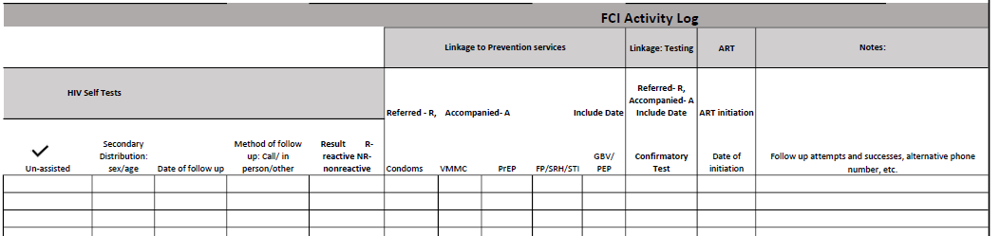 FCI Activity Log
Linkage to Prevention services
Linkage: Testing
ART
Notes:
HIV Self Tests
Referred - R, Accompanied- A
Include Date
Referred- R,
Accompanied- A
Include Date
ART initiation
Un-assisted
Secondary
Distribution:
sex/age
Date of follow up
Method of follow
up: Call/ in
person/other
Result R-
reactive NR-
nonreactive
Condoms
VMMC
PrEP
FP/SRH/STI
GBV/
PEP
Confirmatory
Test
Date of
initiation
Follow up attempts and successes, alternative phone
number, etc.